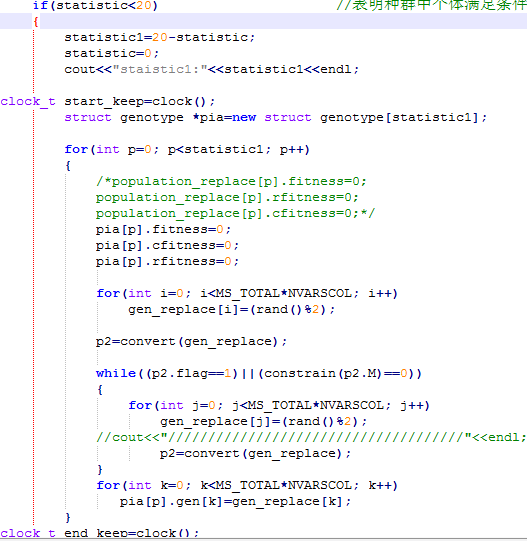 if(statistic<20) //表明种群中个体满足条件
{
statistic1=20-statistic;
statistic=0;
cout<<"staistic1:"<<statistic1<<endl;
clock_t start_keep=clock();
struct genotype *pia=new struct genotype[statistic1];
for(int p=0; p<statistic1; p++)
{
/*population_replace[p].fitness=0;
population_replace[p].rfitness=0;
population_replace[p].cfitness=0;*/
pia[p].fitness=0;
pia[p].cfitness=0;
pia[p].rfitness=0;
for(int i=0; i<MS_TOTAL*NVARSCOL; i++)
gen_replace[i]=(rand()%2);
p2=convert(gen_replace);
while((p2.flag==1)||(constrain(p2.M)==0))
{
for(int j=0; j<MS_TOTAL*NVARSCOL; j++)
gen_replace[j]=(rand()%2);
//cout<<"/////////////////////////////////////"<<endl;
p2=convert(gen_replace);
}
for(int k=0; k<MS_TOTAL*NVARSCOL; k++)
pia[p].gen[k]=gen_replace[k];
}
clock_t end_keep=clock();